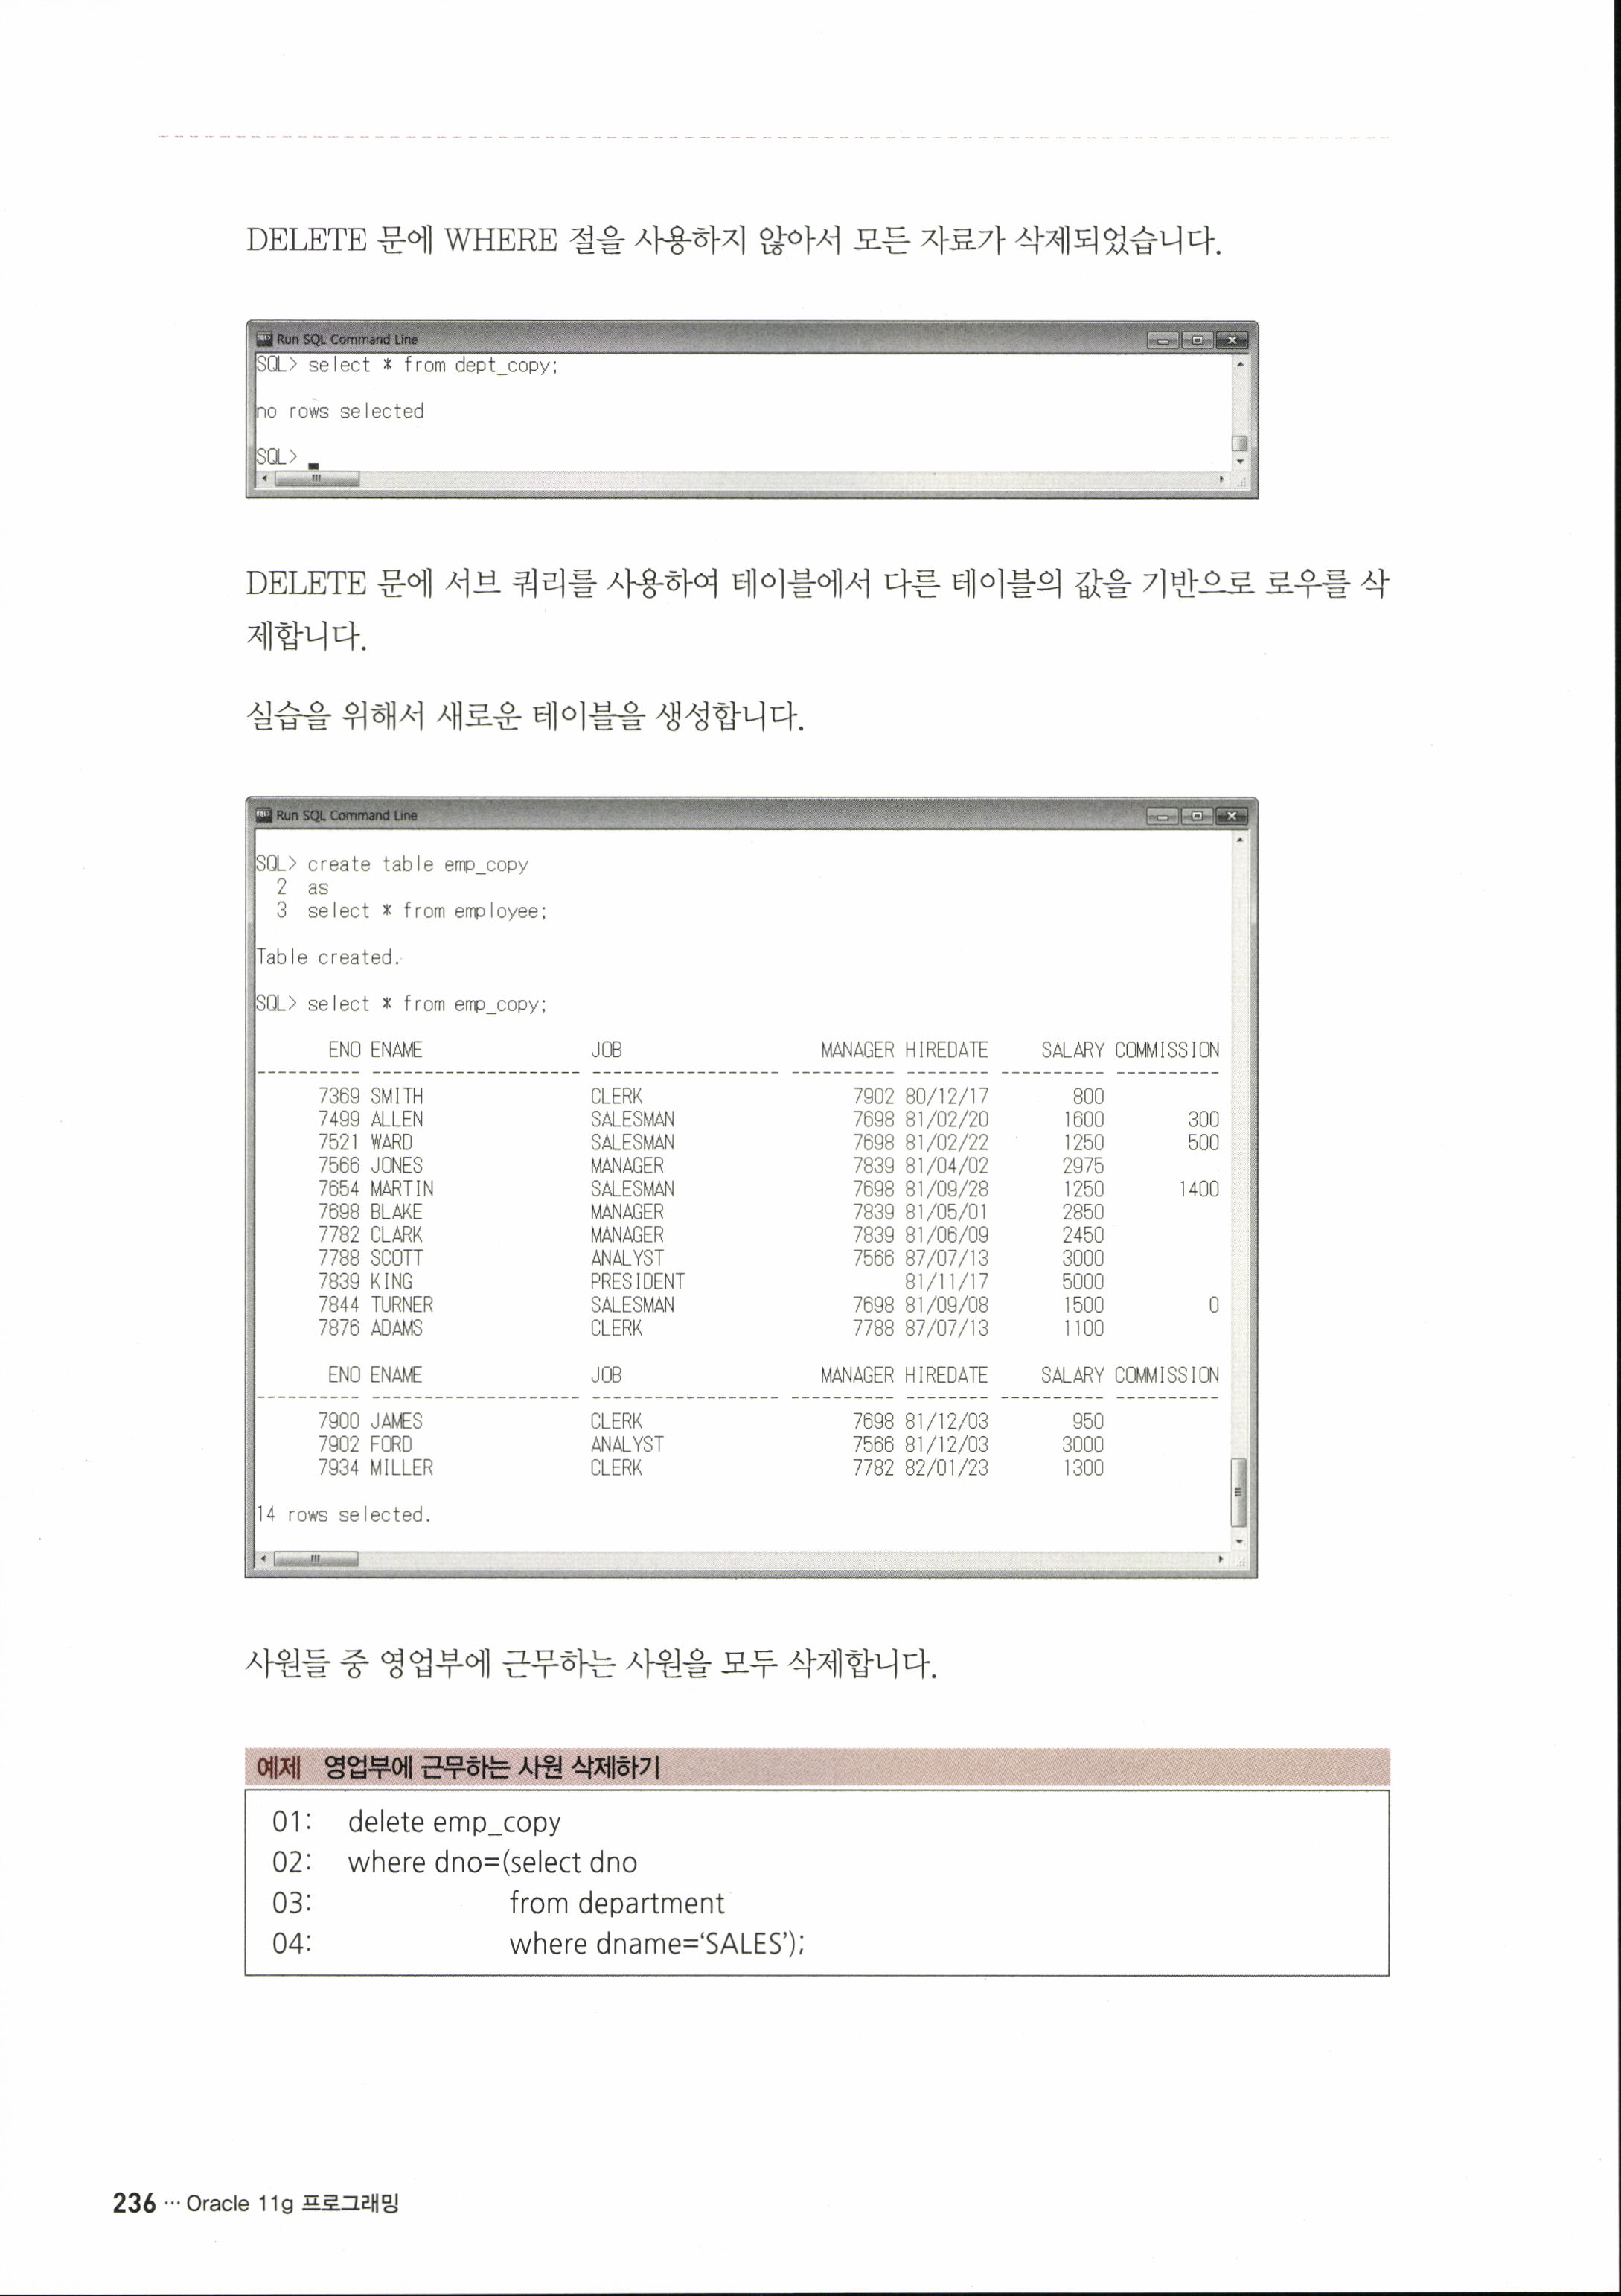 DELETE 문에 WHERE 절을 사용하지 않아서 모든 자료가 삭제되었습니다.
Run SQL Command Line
SQL> select * from dept_copy;
no rows selected
SQL>
DELETE 문에 서브 쿼리를 사용하여 테이블에서 다른 테이블의 값을 기반으로 로우를 삭
제합니다.
실습을 위해서 새로운 테이블을 생성합니다.
Run SQL Command Line
SQL> create table emp_copy
2 as
3 select * from employee;
Table created.
SQL> select * from emp_copy;
ENO ENAME JOB MANAGER HIREDATE SALARY COMMISSION
---------- -------------------- ------------------ ---------- -------- ---------- ----------
7369 SMITH CLERK 7902 80/12/17 800
7499 ALLEN SALESMAN 7698 81/02/20 1600 300
7521 WARD SALESMAN 7698 81/02/22 1250 500
7566 JONES MANAGER 7839 81/04/02 2975
7654 MARTIN SALESMAN 7698 81/09/28 1250 1400
7698 BLAKE MANAGER 7839 81/05/01 2850
7782 CLARK MANAGER 7839 81/06/09 2450
7788 SCOTT ANALYST 7566 87/07/13 3000
7839 KING PRESIDENT 81/11/17 5000
7844 TURNER SALESMAN 7698 81/09/08 1500 0
7876 ADAMS CLERK 7788 87/07/13 1100
ENO ENAME JOB MANAGER HIREDATE SALARY COMMISSION
---------- -------------------- ------------------ ---------- -------- ---------- ----------
7900 JAMES CLERK 7698 81/12/03 950
7902 FORD ANALYST 7566 81/12/03 3000
7934 MILLER CLERK 7782 82/01/23 1300
14 rows selected.
사원들 중 영업부에 근무하는 사원을 모두 삭제합니다.
예제 영업부에 근무하는 사원 삭제하기
01: delete emp_copy
02: where dno=(select dno
03: from department
04: where dname=‘SALES’);
236 ··· Oracle 11g 프로그래밍